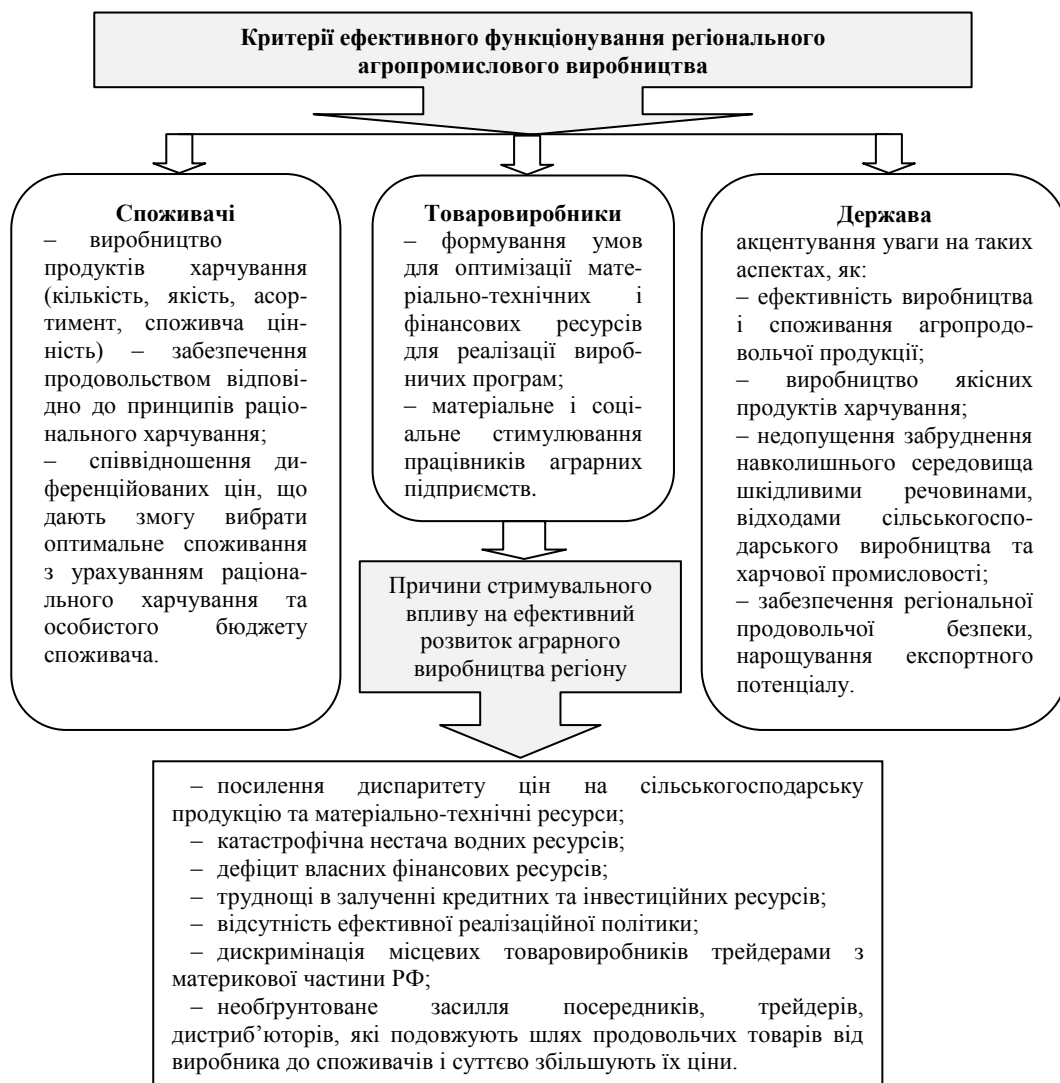 Критерії ефективного функціонування регіонального
агропромислового виробництва
Споживачі
– виробництво
продуктів харчування
(кількість, якість, асор-
тимент, споживча цін-
ність) – забезпечення
продовольством відпові-
дно до принципів раціо-
нального харчування;
– співвідношення ди-
ференційованих цін, що
дають змогу вибрати
оптимальне споживання
з урахуванням раціона-
льного харчування та
особистого бюджету
споживача.
Товаровиробники
– формування умов
для оптимізації мате-
ріально-технічних і
фінансових ресурсів
для реалізації вироб-
ничих програм;
– матеріальне і соці-
альне стимулювання
працівників аграрних
підприємств.
Держава
акцентування уваги на таких
аспектах, як:
– ефективність виробництва
і споживання агропродо-
вольчої продукції;
– виробництво якісних
продуктів харчування;
– недопущення забруднення
навколишнього середовища
шкідливими речовинами,
відходами сільськогоспо-
дарського виробництва та
харчової промисловості;
– забезпечення регіональної
продовольчої безпеки,
нарощування експортного
потенціалу.
Причини стримувального
впливу на ефективний
розвиток аграрного
виробництва регіону
– посилення диспаритету цін на сільськогосподарську
продукцію та матеріально-технічні ресурси;
– катастрофічна нестача водних ресурсів;
– дефіцит власних фінансових ресурсів;
– труднощі в залученні кредитних та інвестиційних ресурсів;
– відсутність ефективної реалізаційної політики;
– дискримінація місцевих товаровиробників трейдерами з
материкової частини РФ;
– необґрунтоване засилля посередників, трейдерів,
дистриб’юторів, які подовжують шлях продовольчих товарів від
виробника до споживачів і суттєво збільшують їх ціни.